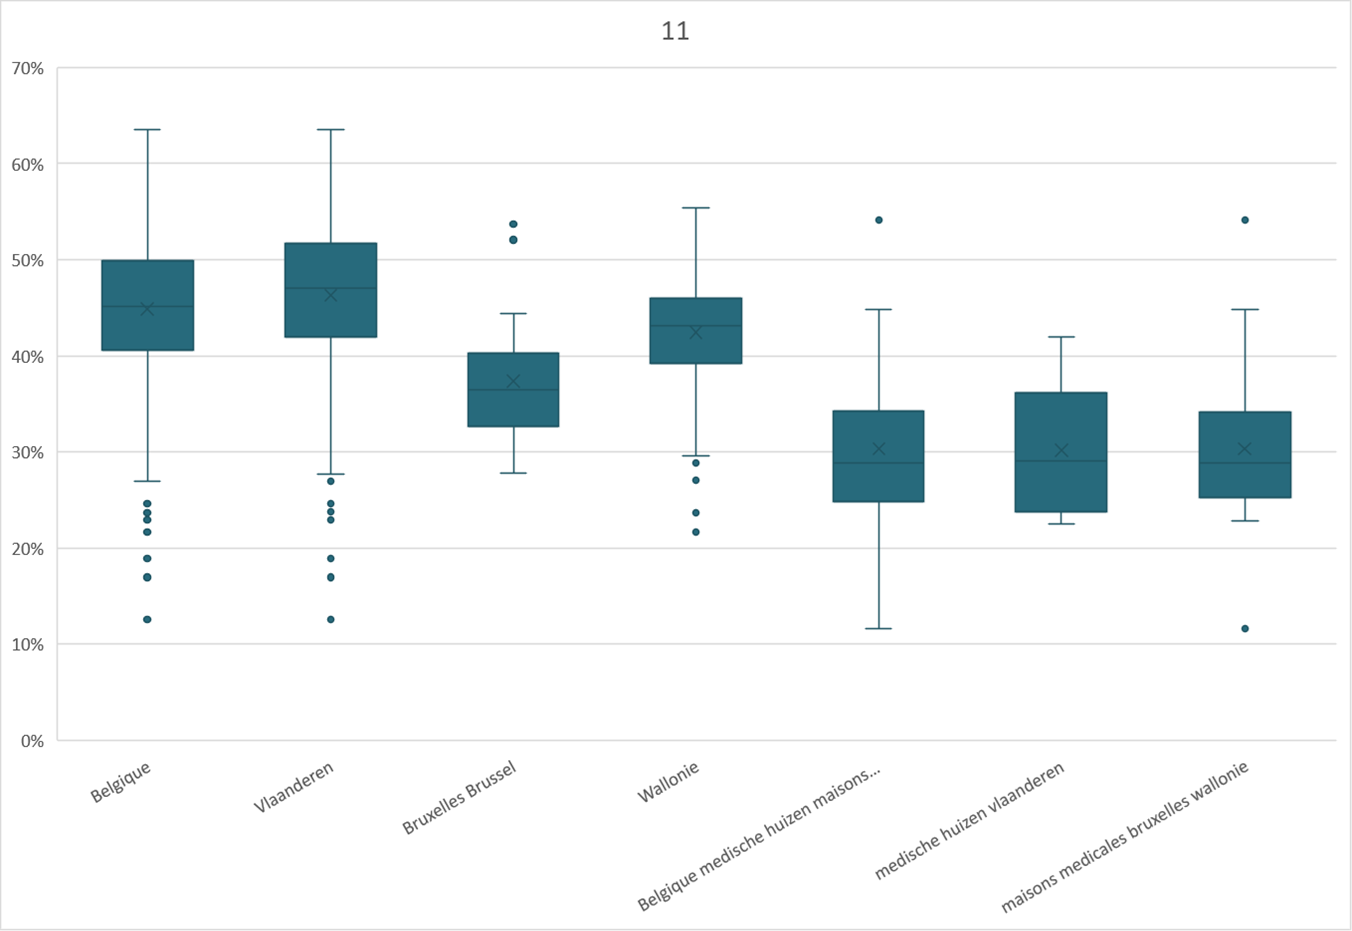 11
70%
60%
50%
40%
30%
20%
10%
0%
Belgique
Vlaanderen
Bruxelles Brussel
Wallonie
Belgique medische huizen maisons...
medische huizen vlaanderen
maisons medicales bruxelles wallonie